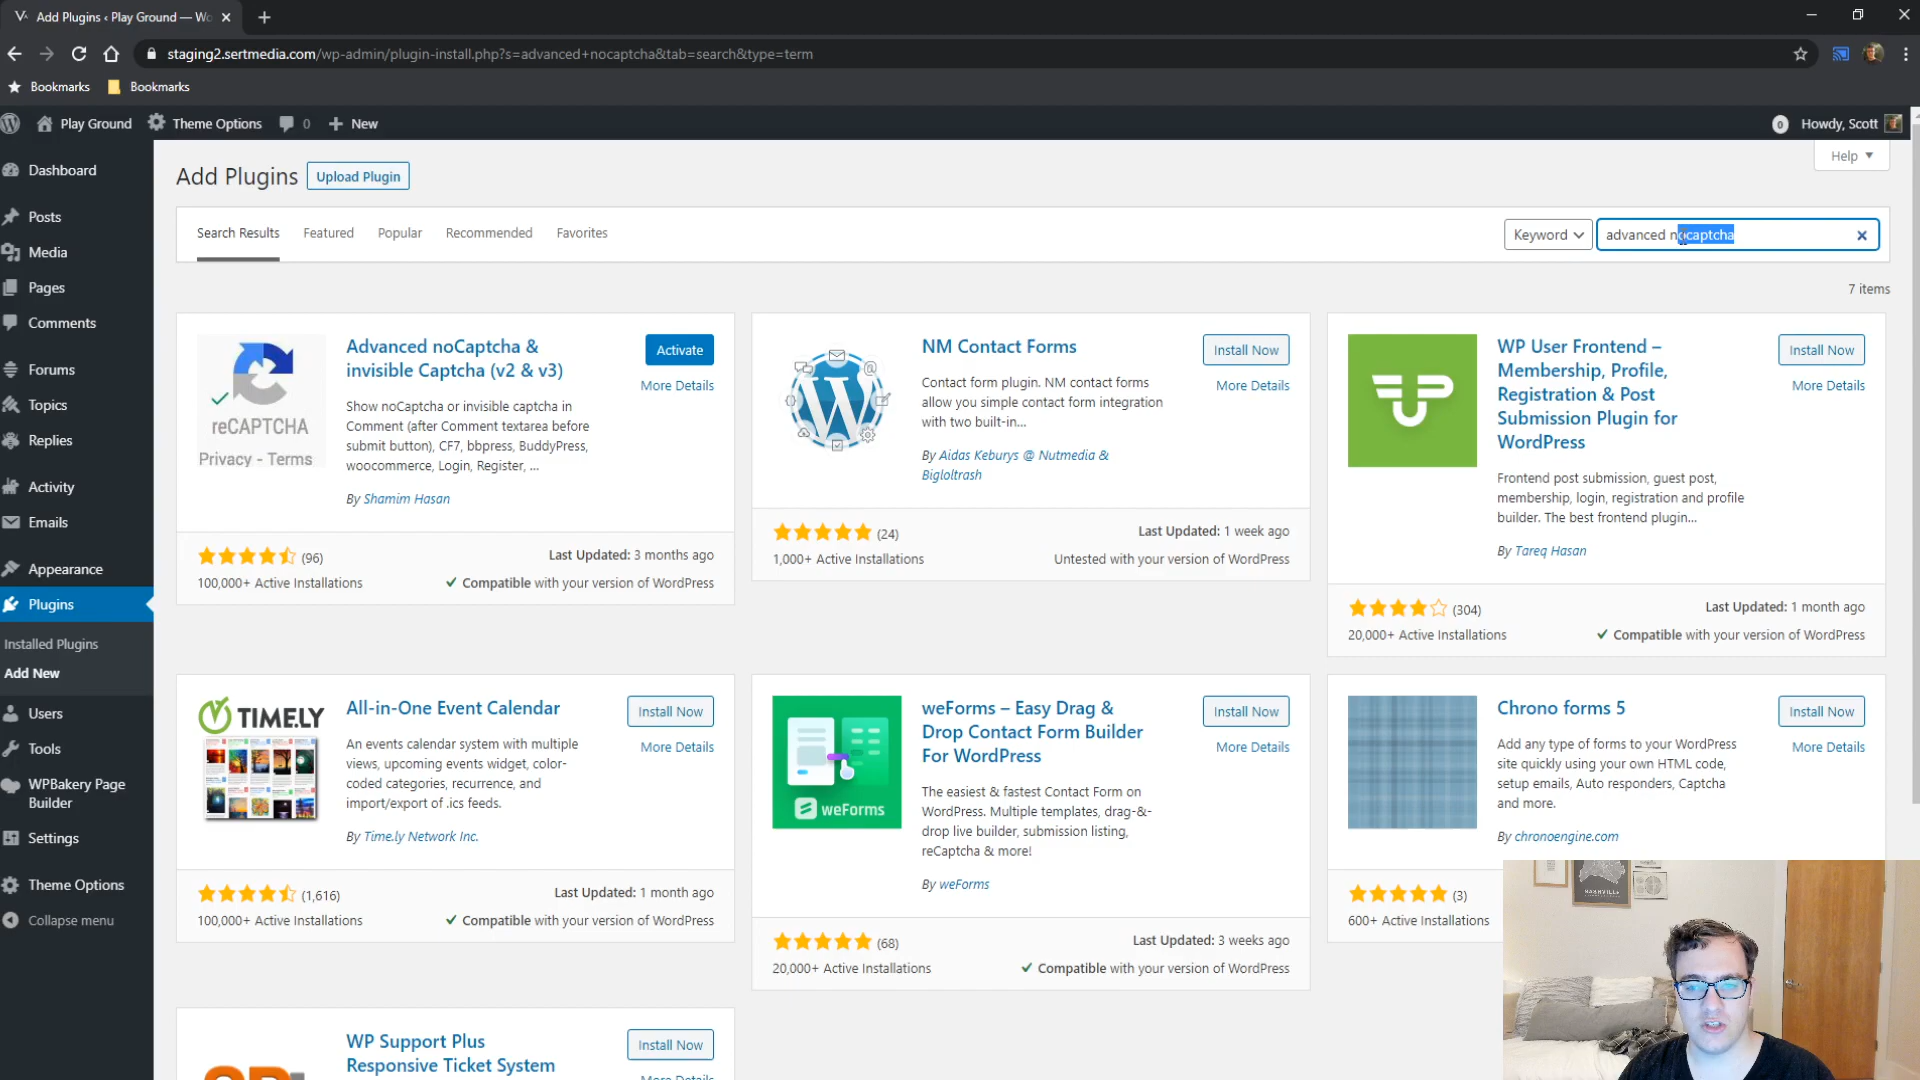 Add Plugins ‹ Play Ground — Wo
staging2.sertmedia.com/wp-admin/plugin-install.php?s=advanced+nocaptcha&tab=search&type=term
Bookmarks
Bookmarks
Play Ground
Theme Options
0
New
0
Howdy, Scott
Dashboard
Posts
Media
Pages
Comments
Forums
Topics
Replies
Activity
Emails
Appearance
Plugins
Installed Plugins
Add New
Users
Tools
WPBakery Page
Builder
Settings
Theme Options
Collapse menu
Help
Add Plugins
Upload Plugin
Search Results
Featured
Popular
Recommended
Favorites
Keyword
advanced nocaptcha
7 items
reCAPTCHA
Privacy - Terms
Advanced noCaptcha &
invisible Captcha (v2 & v3)
Activate
More Details
Show noCaptcha or invisible captcha in
Comment (after Comment textarea before
submit button), CF7, bbpress, BuddyPress,
woocommerce, Login, Register, ...
By Shamim Hasan
(96)
100,000+ Active Installations
Last Updated: 3 months ago
Compatible with your version of WordPress
NM Contact Forms
Install Now
More Details
Contact form plugin. NM contact forms
allow you simple contact form integration
with two built-in...
By Aidas Keburys @ Nutmedia &
Bigloltrash
(24)
1,000+ Active Installations
Last Updated: 1 week ago
Untested with your version of WordPress
UP
WP User Frontend –
Membership, Profile,
Registration & Post
Submission Plugin for
WordPress
Install Now
More Details
Frontend post submission, guest post,
membership, login, registration and profile
builder. The best frontend plugin...
By Tareq Hasan
(304)
20,000+ Active Installations
Last Updated: 1 month ago
Compatible with your version of WordPress
TIME.LY
All-in-One Event Calendar
Install Now
More Details
An events calendar system with multiple
views, upcoming events widget, color-
coded categories, recurrence, and
import/export of .ics feeds.
By Time.ly Network Inc.
(1,616)
100,000+ Active Installations
Last Updated: 1 month ago
Compatible with your version of WordPress
weForms
weForms – Easy Drag &
Drop Contact Form Builder
For WordPress
Install Now
More Details
The easiest & fastest Contact Form on
WordPress. Multiple templates, drag-&-
drop live builder, submission listing,
reCaptcha & more!
By weForms
(68)
20,000+ Active Installations
Last Updated: 3 weeks ago
Compatible with your version of WordPress
Chrono forms 5
Install Now
More Details
Add any type of forms to your WordPress
site quickly using your own HTML code,
setup emails, Auto responders, Captcha
and more.
By chronoengine.com
(3)
600+ Active Installations
NASHVILLE
WP Support Plus
Responsive Ticket System
Install Now
More Details